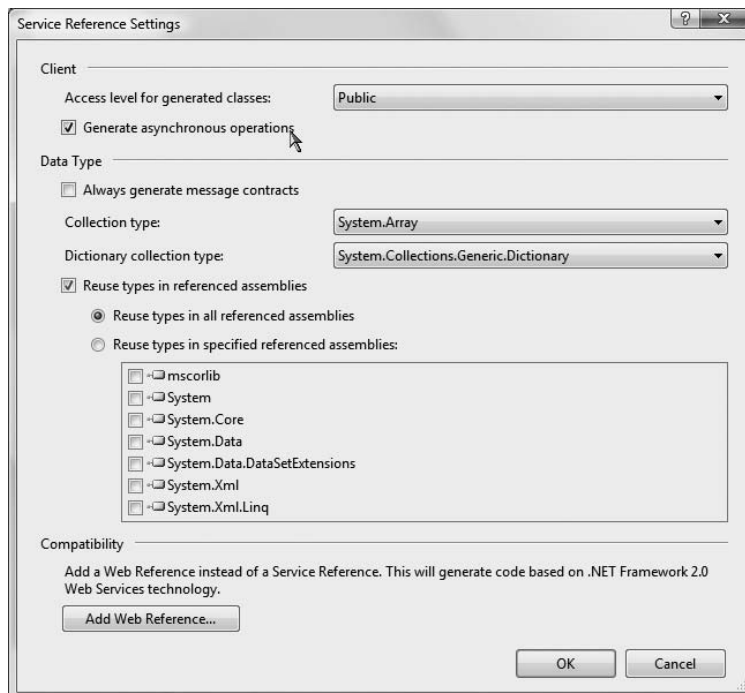 Service Reference Settings
Client
Access level for generated classes: Public
Generate asynchronous operations
Data Type
Always generate message contracts
Collection type: System.Array
Dictionary collection type: System.Collections.Generic.Dictionary
Reuse types in referenced assemblies
Reuse types in all referenced assemblies
Reuse types in specified referenced assemblies:
mscorlib
System
System.Core
System.Data
System.Data.DataSetExtensions
System.Xml
System.Xml.Linq
Compatibility
Add a Web Reference instead of a Service Reference. This will generate code based on .NET Framework 2.0
Web Services technology.
Add Web Reference...
OK Cancel